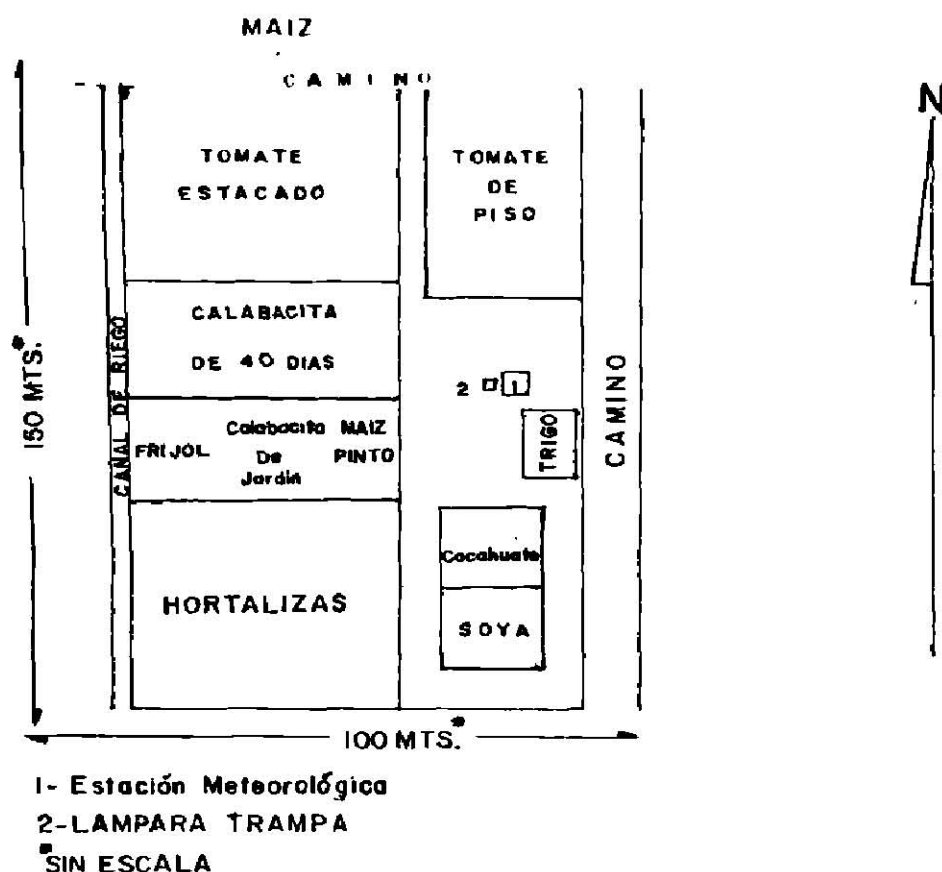 MAIZ
CAMINO
N
TOMATE
ESTACADO
TOMATE
DE
PISO
CALABACITA
DE 40 DIAS
2 1
150 MTS.*
CANAL DE RIEGO
CAMINO
FRIJOL
Calabacita
De
Jardin
MAIZ
PINTO
TRIGO
Cacahuate
HORTALIZAS
SOYA
100 MTS.*
1- Estación Meteorológica
2-LAMPARA TRAMPA
*SIN ESCALA